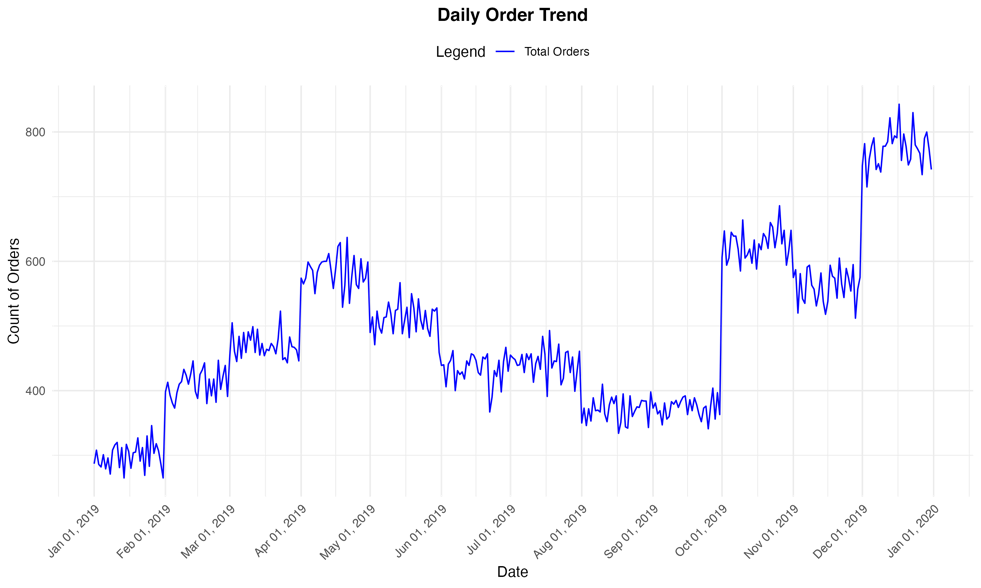 Daily Order Trend
Legend Total Orders
Count of Orders
800
600
400
Jan 01, 2019
Feb 01, 2019
Mar 01, 2019
Apr 01, 2019
May 01, 2019
Jun 01, 2019
Jul 01, 2019
Aug 01, 2019
Sep 01, 2019
Oct 01, 2019
Nov 01, 2019
Dec 01, 2019
Jan 01, 2020
Date